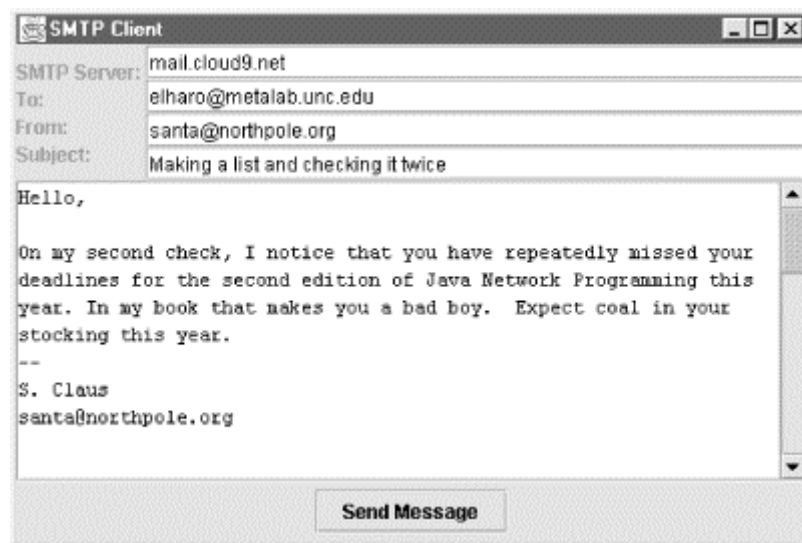 SMTP Client
SMTP Server: mail.cloud9.net
To: elharo@metalab.unc.edu
From: santa@northpole.org
Subject: Making a list and checking it twice
Hello,
On my second check, I notice that you have repeatedly missed your
deadlines for the second edition of Java Network Programming this
year. In my book that makes you a bad boy.  Expect coal in your
stocking this year.
--
S. Claus
santa@northpole.org
Send Message